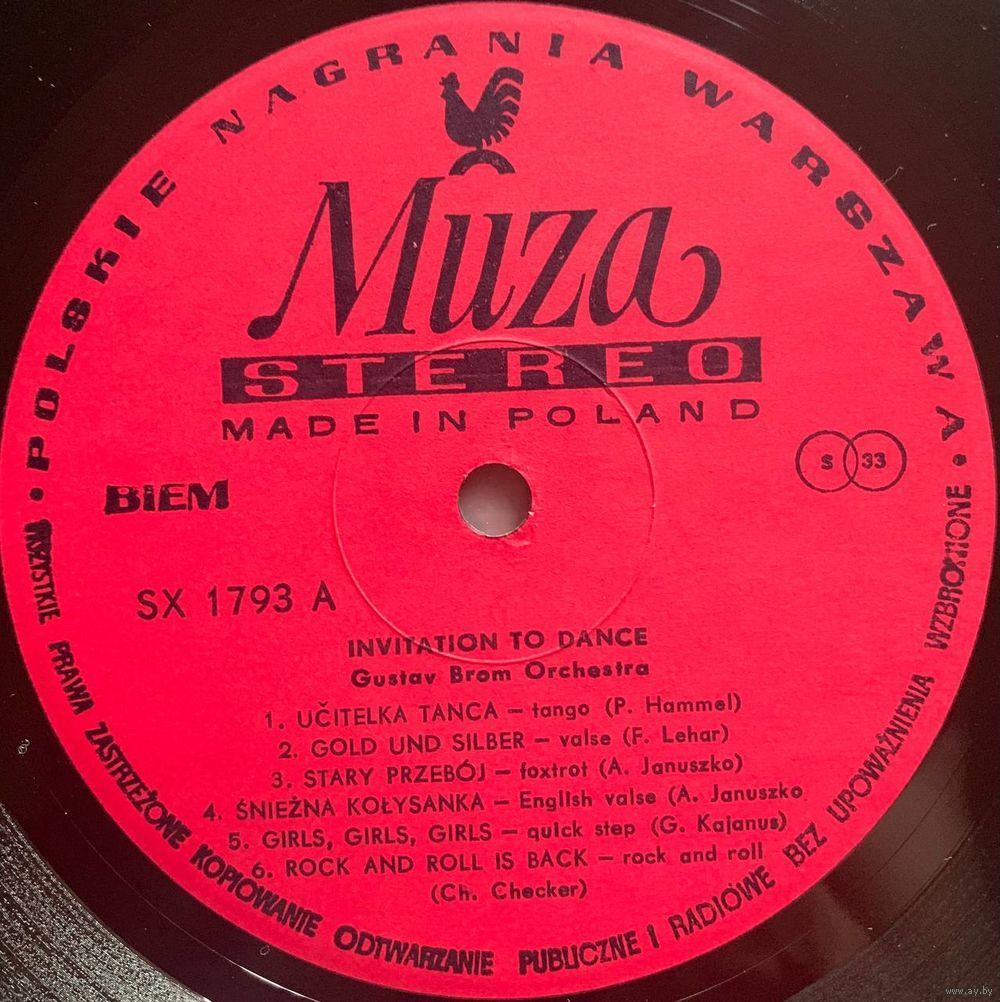 POLSKIE NAGRANIA WARSZAWA
Muza
STEREO
MADE IN POLAND
S 33
BIEM
SX 1793 A
INVITATION TO DANCE
Gustav Brom Orchestra
1. UČITELKA TANCA – tango (P. Hammel)
2. GOLD UND SILBER – valse (F. Lehar)
3. STARY PRZEBÓJ – foxtrot (A. Januszko)
4. ŚNIEŻNA KOŁYSANKA – English valse (A. Januszko
5. GIRLS, GIRLS, GIRLS – quick step (G. Kajanus)
6. ROCK AND ROLL IS BACK – rock and roll
(Ch. Checker)
• WSZYSTKIE PRAWA ZASTRZEŻONE KOPIOWANIE ODTWARZANIE PUBLICZNE I RADIOWE BEZ UPOWAŻNIENIA WZBRONIONE •
www.ay.by